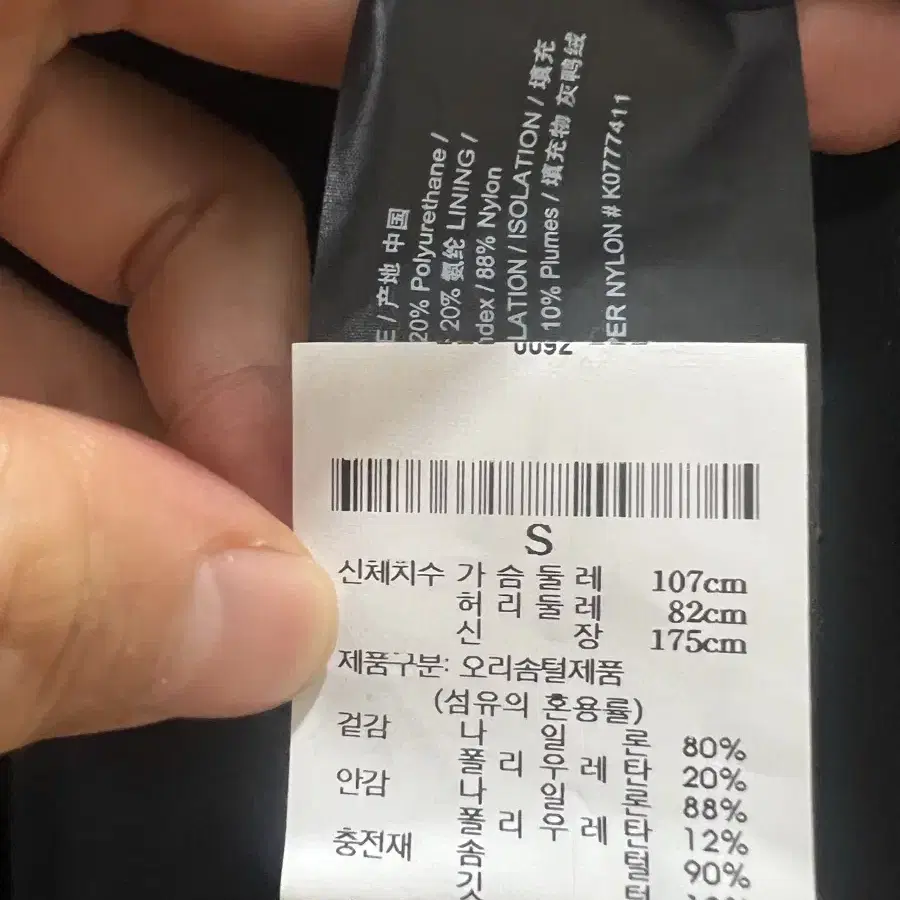 E / 产地 中国
20% Polyurethane /
20% 氨纶 LINING /
ndex / 88% Nylon
LATION / ISOLATION / 填充
10% Plumes / 填充物 灰鸭绒
PER NYLON # K0777411
0092
S
신체치수 가슴둘레 107cm
허리둘레 82cm
신장 175cm
제품구분: 오리솜털제품
(섬유의 혼용률)
겉감 나일론 80%
폴리우레탄 20%
안감 나일론 88%
폴리우레탄 12%
충전재 솜털 90%
깃털 10%